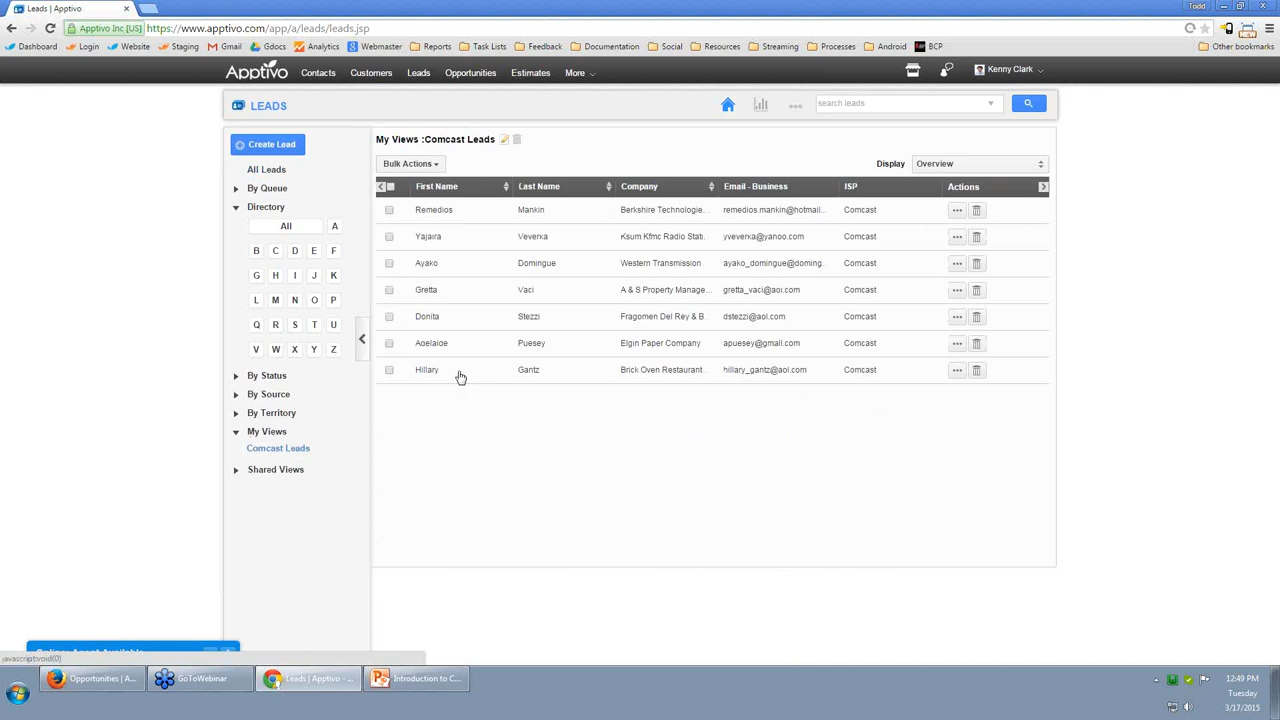 Leads | Apptivo
Todd
Apptivo Inc [US] https://www.apptivo.com/app/a/leads/leads.jsp
Dashboard Login Website Staging Gmail Gdocs Analytics Webmaster Reports Task Lists Feedback Documentation Social Resources Streaming Processes Android BCP Other bookmarks
Apptivo Contacts Customers Leads Opportunities Estimates More Kenny Clark
LEADS search leads
Create Lead
All Leads
By Queue
Directory
All A
B C D E F
G H I J K
L M N O P
Q R S T U
V W X Y Z
By Status
By Source
By Territory
My Views
Comcast Leads
Shared Views
My Views :Comcast Leads
Bulk Actions Display Overview
First Name Last Name Company Email - Business ISP Actions
Remedios Mankin Berkshire Technologie... remedios.mankin@hotmail... Comcast
Yajaira Veverka Ksum Kfmc Radio Stati.. yveverka@yahoo.com Comcast
Ayako Domingue Western Transmission ayako_domingue@doming.. Comcast
Gretta Vaci A & S Property Manage... gretta_vaci@aol.com Comcast
Donita Stezzi Fragomen Del Rey & B dstezzi@aol.com Comcast
Adelaide Puesey Elgin Paper Company apuesey@gmail.com Comcast
Hillary Gantz Brick Oven Restaurant hillary_gantz@aol.com Comcast
Online: Agent Available
javascript:void(0)
Opportunities | A... GoToWebinar Leads | Apptivo - ... Introduction to C...
12:49 PM
Tuesday
3/17/2015